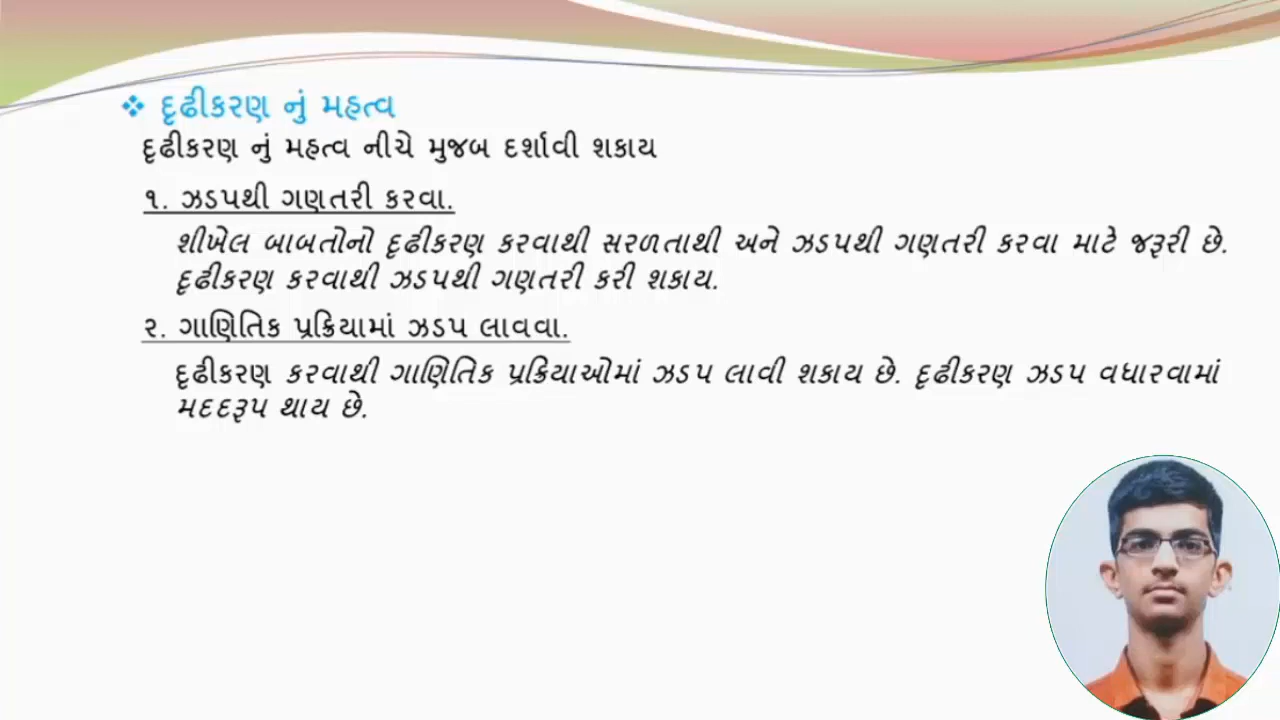 ❖ દૃઢીકરણ નું મહત્વ
દૃઢીકરણ નું મહત્વ નીચે મુજબ દર્શાવી શકાય
૧. ઝડપથી ગણતરી કરવા.
શીખેલ બાબતોનો દૃઢીકરણ કરવાથી સરળતાથી અને ઝડપથી ગણતરી કરવા માટે જરૂરી છે.
દૃઢીકરણ કરવાથી ઝડપથી ગણતરી કરી શકાય.
૨. ગાણિતિક પ્રક્રિયામાં ઝડપ લાવવા.
દૃઢીકરણ કરવાથી ગાણિતિક પ્રક્રિયાઓમાં ઝડપ લાવી શકાય છે. દૃઢીકરણ ઝડપ વધારવામાં
મદદરૂપ થાય છે.